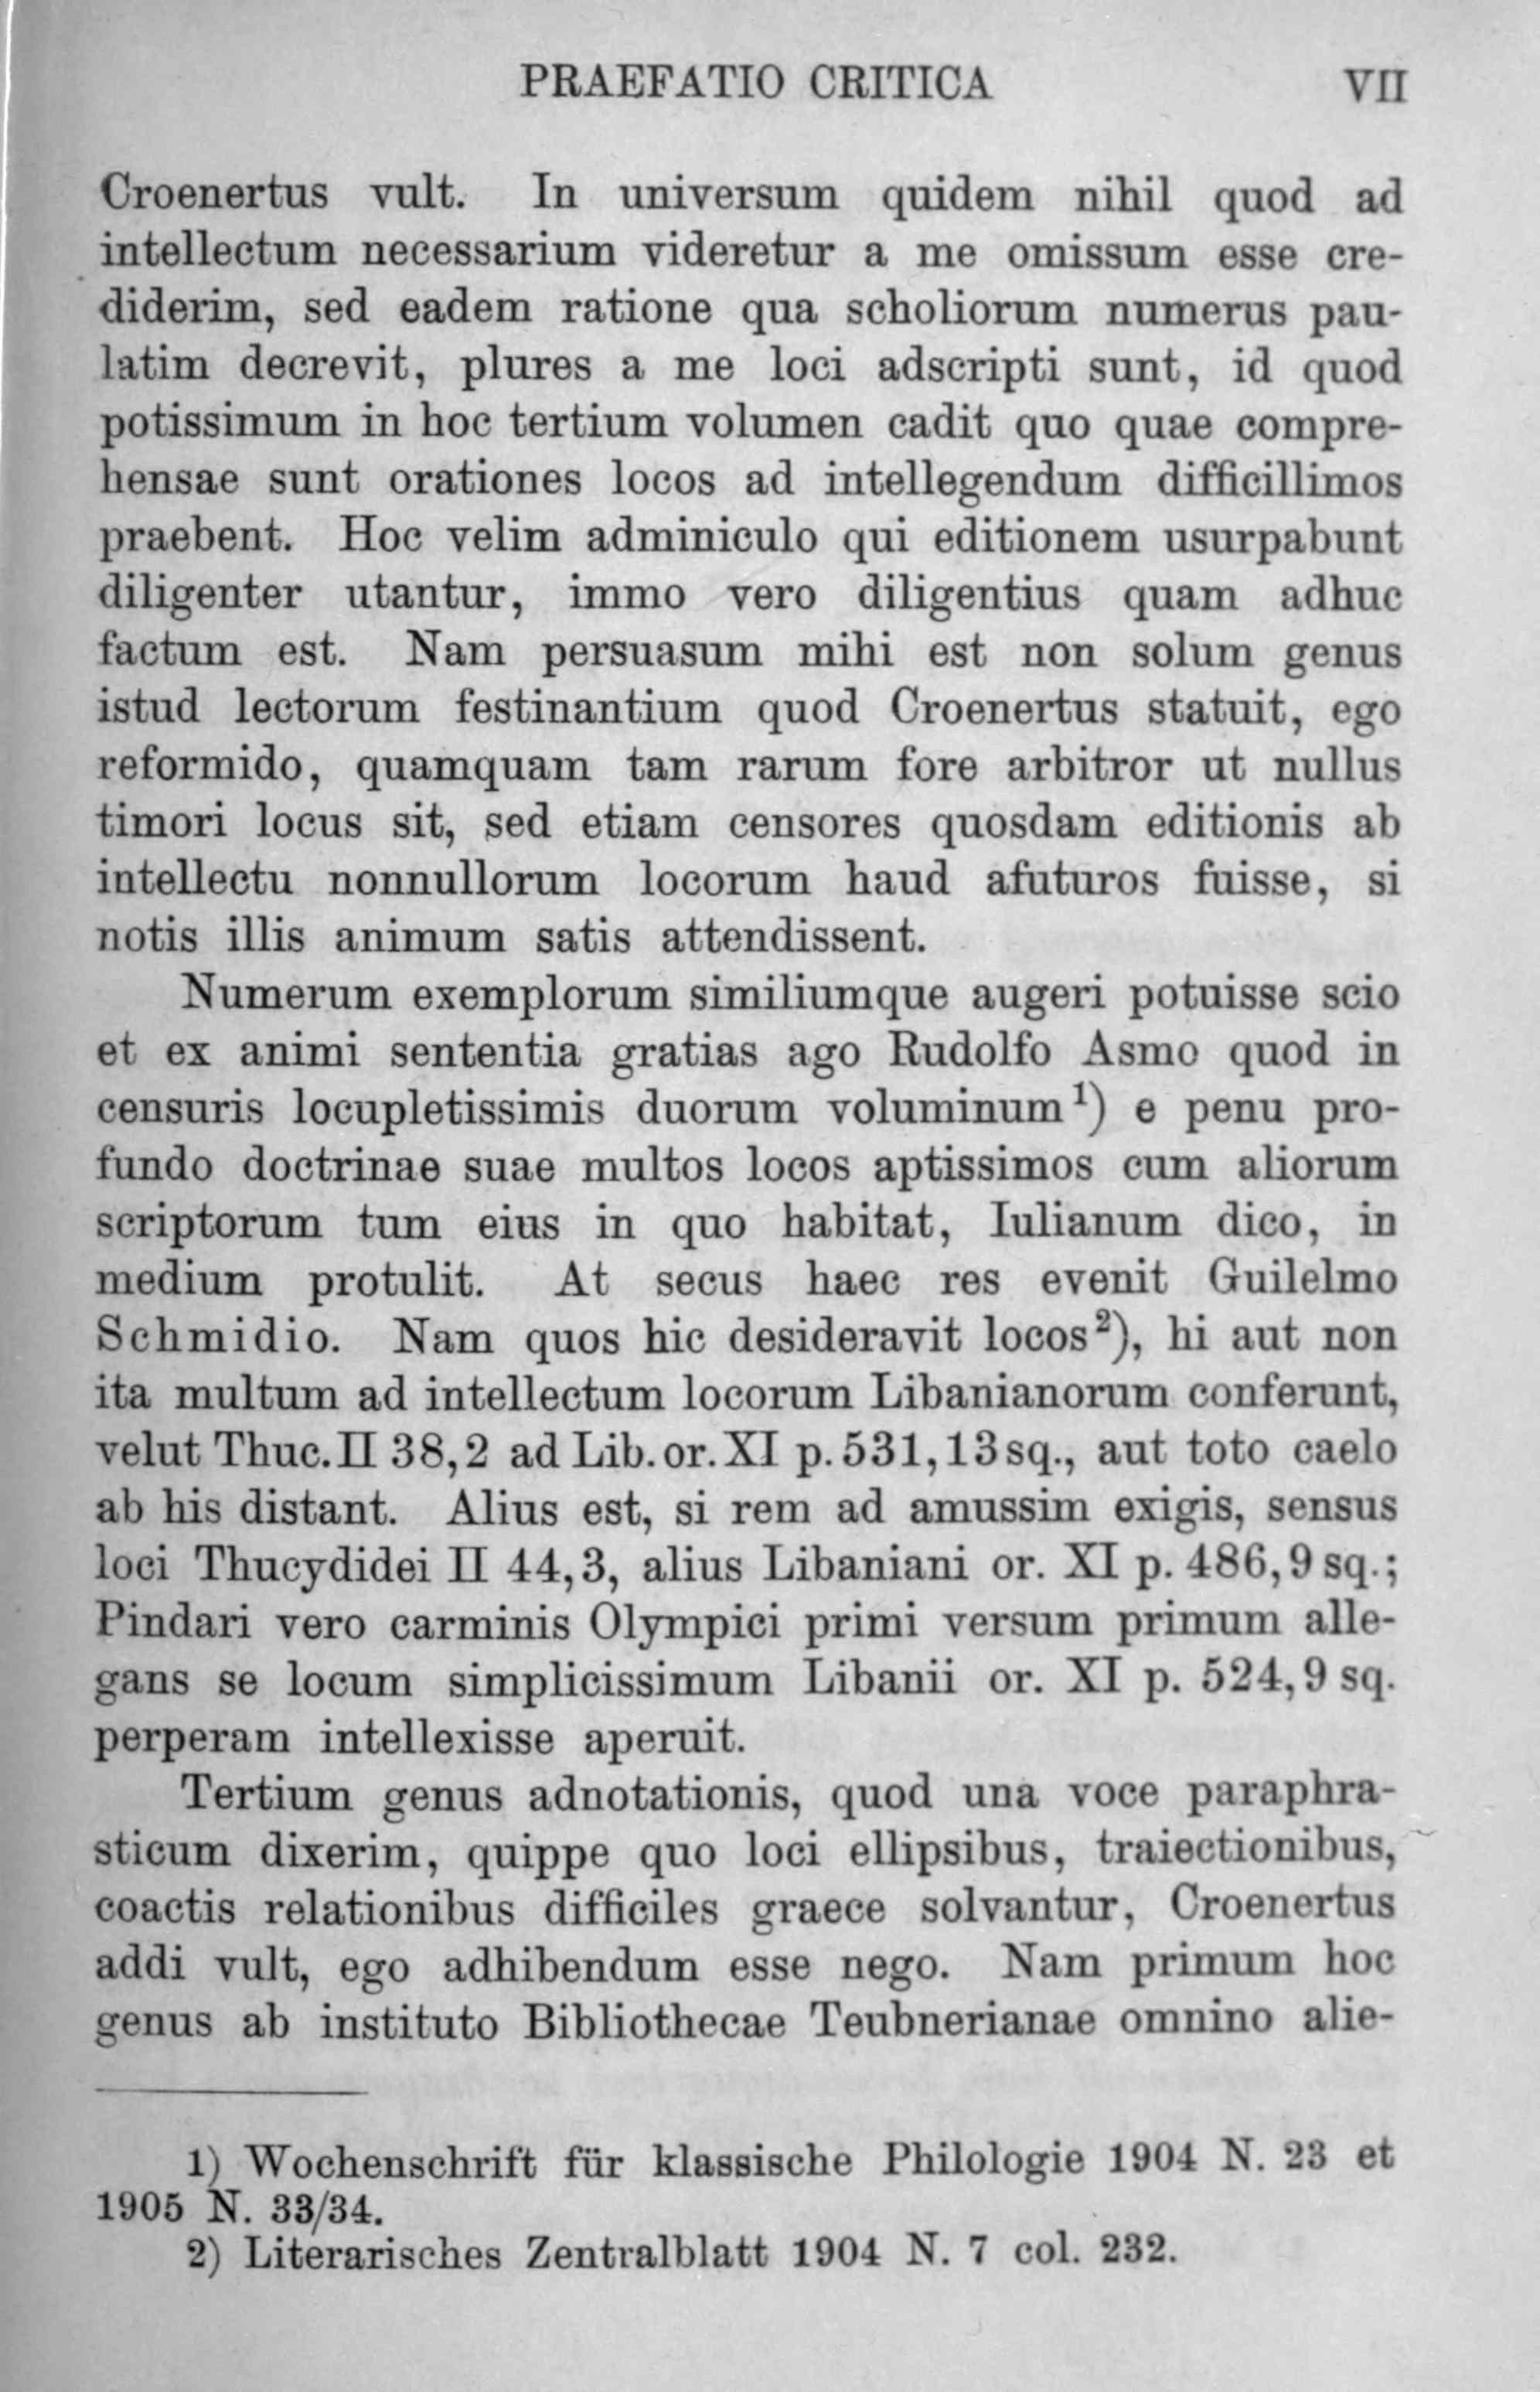 PRAEFATIO CRITICA VII
Croenertus vult. In universum quidem nihil quod ad
intellectum necessarium videretur a me omissum esse cre-
diderim, sed eadem ratione qua scholiorum numerus pau-
latim decrevit, plures a me loci adscripti sunt, id quod
potissimum in hoc tertium volumen cadit quo quae compre-
hensae sunt orationes locos ad intellegendum difficillimos
praebent. Hoc velim adminiculo qui editionem usurpabunt
diligenter utantur, immo vero diligentius quam adhuc
factum est. Nam persuasum mihi est non solum genus
istud lectorum festinantium quod Croenertus statuit, ego
reformido, quamquam tam rarum fore arbitror ut nullus
timori locus sit, sed etiam censores quosdam editionis ab
intellectu nonnullorum locorum haud afuturos fuisse, si
notis illis animum satis attendissent.
Numerum exemplorum similiumque augeri potuisse scio
et ex animi sententia gratias ago Rudolfo Asmo quod in
censuris locupletissimis duorum voluminum¹) e penu pro-
fundo doctrinae suae multos locos aptissimos cum aliorum
scriptorum tum eius in quo habitat, Iulianum dico, in
medium protulit. At secus haec res evenit Guilelmo
Schmidio. Nam quos hic desideravit locos²), hi aut non
ita multum ad intellectum locorum Libanianorum conferunt,
velut Thuc. II 38,2 ad Lib. or. XI p. 531,13 sq., aut toto caelo
ab his distant. Alius est, si rem ad amussim exigis, sensus
loci Thucydidei II 44,3, alius Libaniani or. XI p. 486,9 sq.;
Pindari vero carminis Olympici primi versum primum alle-
gans se locum simplicissimum Libanii or. XI p. 524,9 sq.
perperam intellexisse aperuit.
Tertium genus adnotationis, quod una voce paraphra-
sticum dixerim, quippe quo loci ellipsibus, traiectionibus,
coactis relationibus difficiles graece solvantur, Croenertus
addi vult, ego adhibendum esse nego. Nam primum hoc
genus ab instituto Bibliothecae Teubnerianae omnino alie-
1) Wochenschrift für klassische Philologie 1904 N. 23 et
1905 N. 33/34.
2) Literarisches Zentralblatt 1904 N. 7 col. 232.